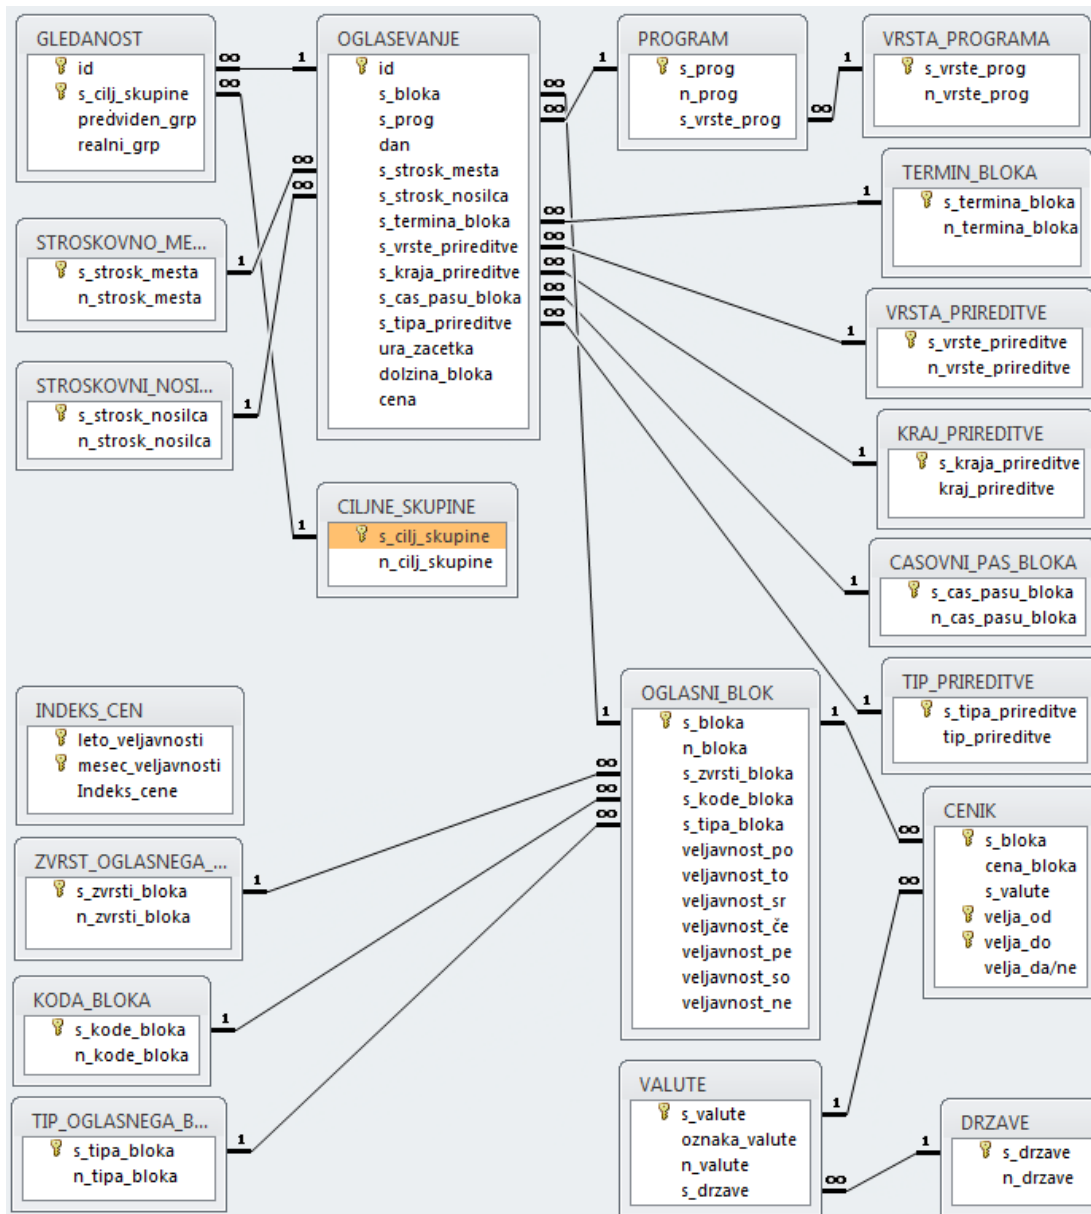 GLEDANOST
id
s_cilj_skupine
predviden_grp
realni_grp
OGLASEVANJE
id
s_bloka
s_prog
dan
s_strosk_mesta
s_strosk_nosilca
s_termina_bloka
s_vrste_prireditve
s_kraja_prireditve
s_cas_pasu_bloka
s_tipa_prireditve
ura_zacetka
dolzina_bloka
cena
PROGRAM
s_prog
n_prog
s_vrste_prog
VRSTA_PROGRAMA
s_vrste_prog
n_vrste_prog
TERMIN_BLOKA
s_termina_bloka
n_termina_bloka
STROSKOVNO_ME...
s_strosk_mesta
n_strosk_mesta
VRSTA_PRIREDITVE
s_vrste_prireditve
n_vrste_prireditve
STROSKOVNI_NOSI...
s_strosk_nosilca
n_strosk_nosilca
KRAJ_PRIREDITVE
s_kraja_prireditve
kraj_prireditve
CILJNE_SKUPINE
s_cilj_skupine
n_cilj_skupine
CASOVNI_PAS_BLOKA
s_cas_pasu_bloka
n_cas_pasu_bloka
TIP_PRIREDITVE
s_tipa_prireditve
tip_prireditve
INDEKS_CEN
leto_veljavnosti
mesec_veljavnosti
Indeks_cene
OGLASNI_BLOK
s_bloka
n_bloka
s_zvrsti_bloka
s_kode_bloka
s_tipa_bloka
veljavnost_po
veljavnost_to
veljavnost_sr
veljavnost_če
veljavnost_pe
veljavnost_so
veljavnost_ne
CENIK
s_bloka
cena_bloka
s_valute
velja_od
velja_do
velja_da/ne
ZVRST_OGLASNEGA_...
s_zvrsti_bloka
n_zvrsti_bloka
KODA_BLOKA
s_kode_bloka
n_kode_bloka
TIP_OGLASNEGA_B...
s_tipa_bloka
n_tipa_bloka
VALUTE
s_valute
oznaka_valute
n_valute
s_drzave
DRZAVE
s_drzave
n_drzave